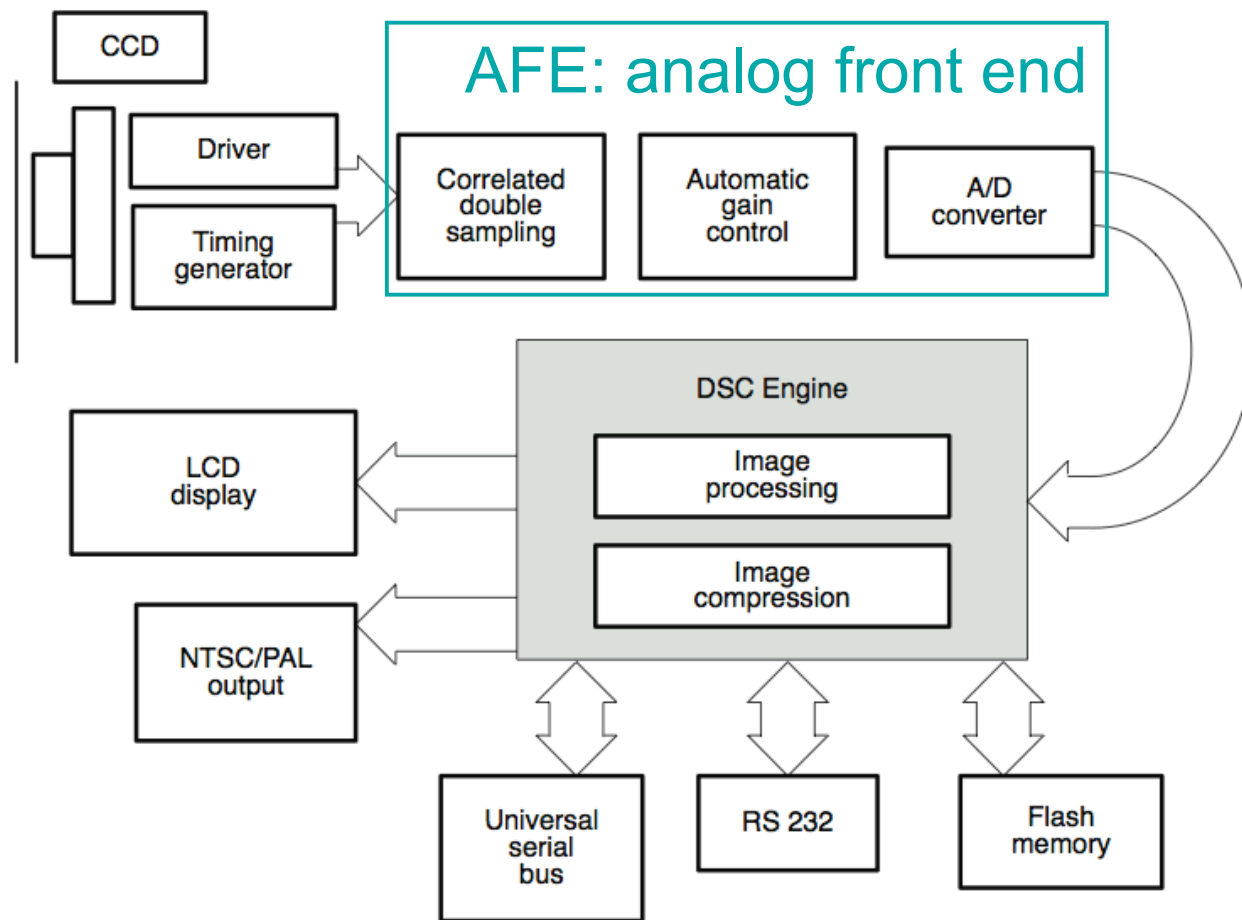 CCD
AFE: analog front end
Driver
Timing
generator
Correlated
double
sampling
Automatic
gain
control
A/D
converter
DSC Engine
Image
processing
Image
compression
LCD
display
NTSC/PAL
output
Universal
serial
bus
RS 232
Flash
memory